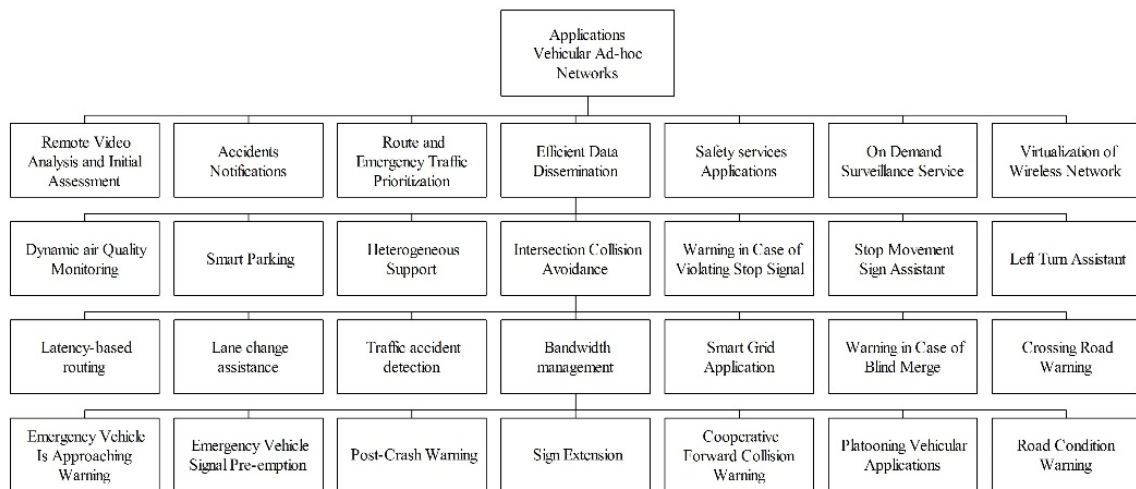 Applications
Vehicular Ad-hoc
Networks
Remote Video
Analysis and Initial
Assessment
Accidents
Notifications
Route and
Emergency Traffic
Prioritization
Efficient Data
Dissemination
Safety services
Applications
On Demand
Surveillance Service
Virtualization of
Wireless Network
Dynamic air Quality
Monitoring
Smart Parking
Heterogeneous
Support
Intersection Collision
Avoidance
Warning in Case of
Violating Stop Signal
Stop Movement
Sign Assistant
Left Turn Assistant
Latency-based
routing
Lane change
assistance
Traffic accident
detection
Bandwidth
management
Smart Grid
Application
Warning in Case of
Blind Merge
Crossing Road
Warning
Emergency Vehicle
Is Approaching
Warning
Emergency Vehicle
Signal Pre-emption
Post-Crash Warning
Sign Extension
Cooperative
Forward Collision
Warning
Platooning Vehicular
Applications
Road Condition
Warning